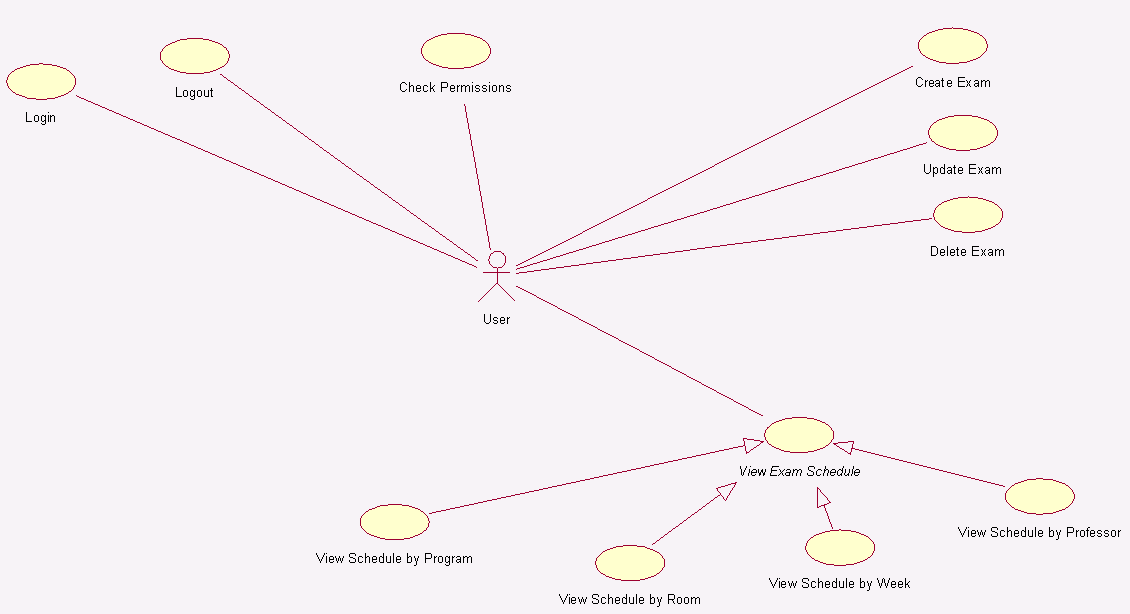 Login
Logout
Check Permissions
Create Exam
Update Exam
Delete Exam
User
View Exam Schedule
View Schedule by Program
View Schedule by Room
View Schedule by Week
View Schedule by Professor